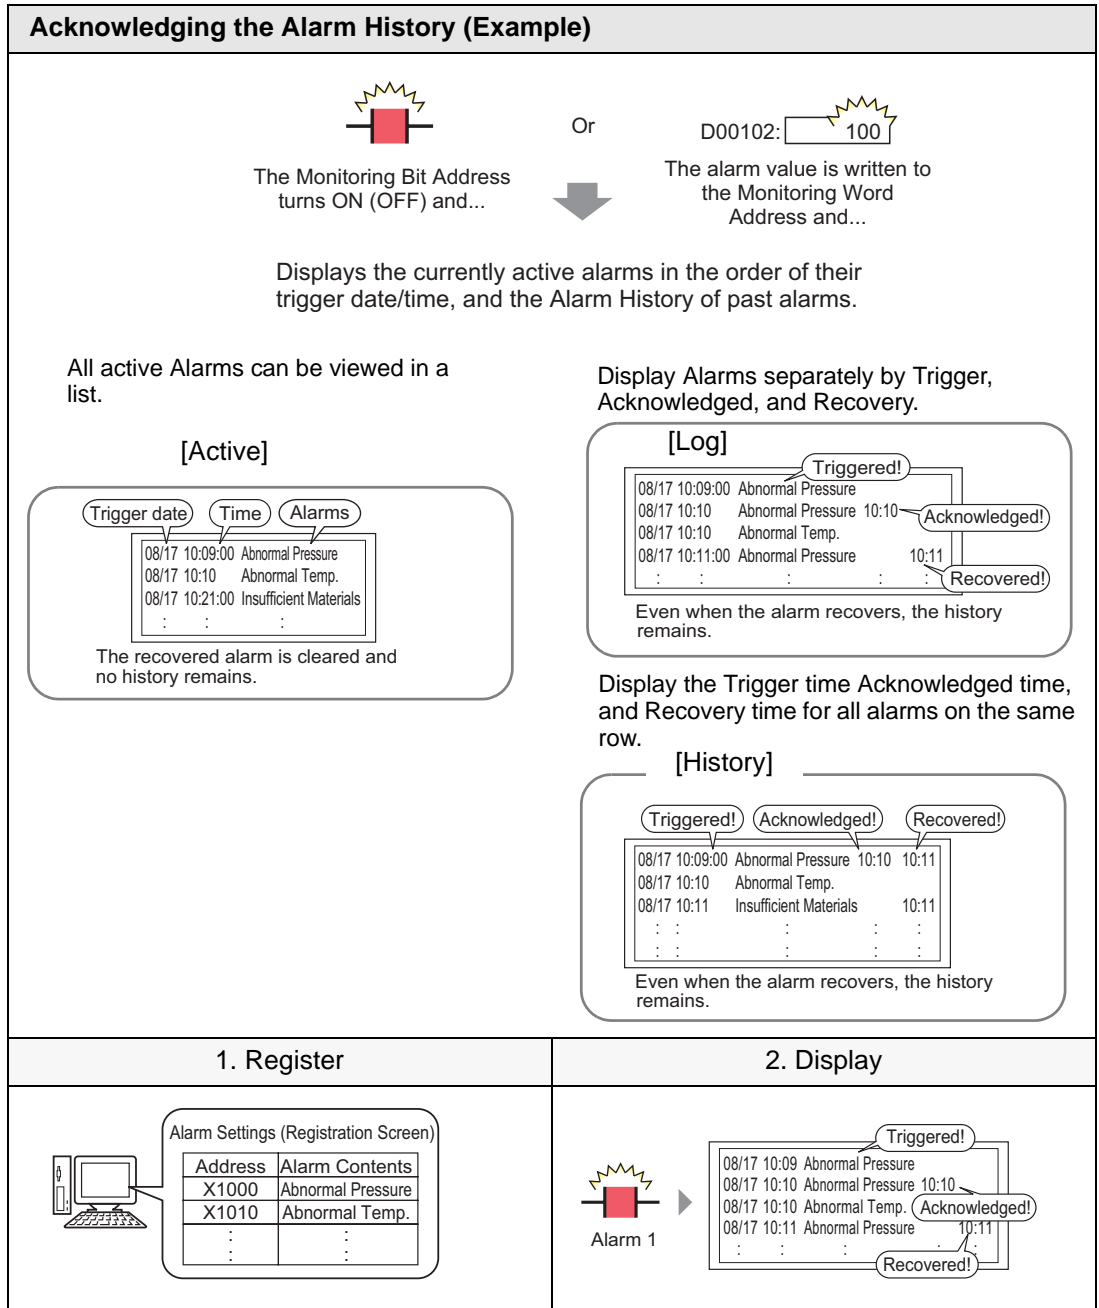 Acknowledging the Alarm History (Example)
Or
D00102: 100
The Monitoring Bit Address
turns ON (OFF) and...
The alarm value is written to
the Monitoring Word
Address and...
Displays the currently active alarms in the order of their
trigger date/time, and the Alarm History of past alarms.
All active Alarms can be viewed in a
list.
[Active]
Trigger date Time Alarms
08/17 10:09:00 Abnormal Pressure
08/17 10:10 Abnormal Temp.
08/17 10:21:00 Insufficient Materials
: : :
The recovered alarm is cleared and
no history remains.
Display Alarms separately by Trigger,
Acknowledged, and Recovery.
[Log]
Triggered!
08/17 10:09:00 Abnormal Pressure
08/17 10:10 Abnormal Pressure 10:10 Acknowledged!
08/17 10:10 Abnormal Temp.
08/17 10:11:00 Abnormal Pressure 10:11
: : : : : Recovered!
Even when the alarm recovers, the history
remains.
Display the Trigger time Acknowledged time,
and Recovery time for all alarms on the same
row.
[History]
Triggered! Acknowledged! Recovered!
08/17 10:09:00 Abnormal Pressure 10:10 10:11
08/17 10:10 Abnormal Temp.
08/17 10:11 Insufficient Materials 10:11
: : : : :
: : : : :
Even when the alarm recovers, the history
remains.
1. Register
2. Display
Alarm Settings (Registration Screen)
Address Alarm Contents
X1000 Abnormal Pressure
X1010 Abnormal Temp.
: :
: :
Alarm 1
Triggered!
08/17 10:09 Abnormal Pressure
08/17 10:10 Abnormal Pressure 10:10
08/17 10:10 Abnormal Temp. Acknowledged!
08/17 10:11 Abnormal Pressure 10:11
: : : : :
Recovered!